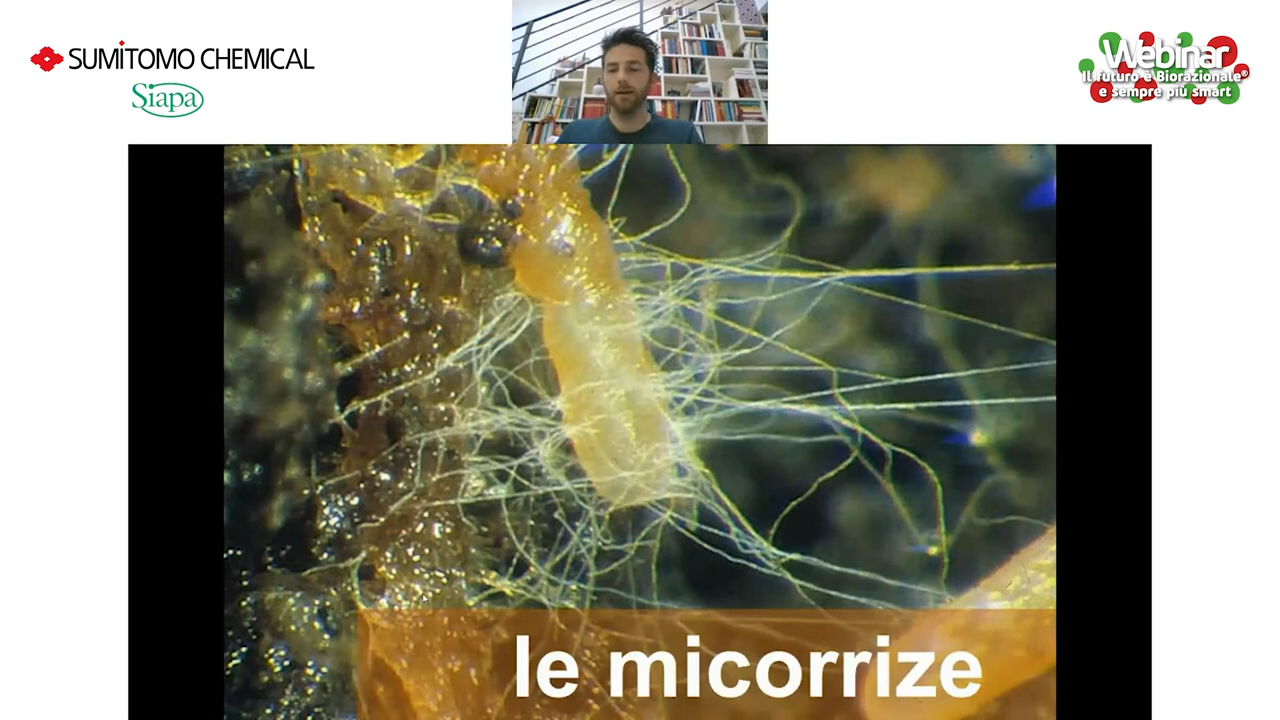 SUMITOMO CHEMICAL
Siapa
Webinar
Il futuro è Biorazionale®
e sempre più smart
le micorrize